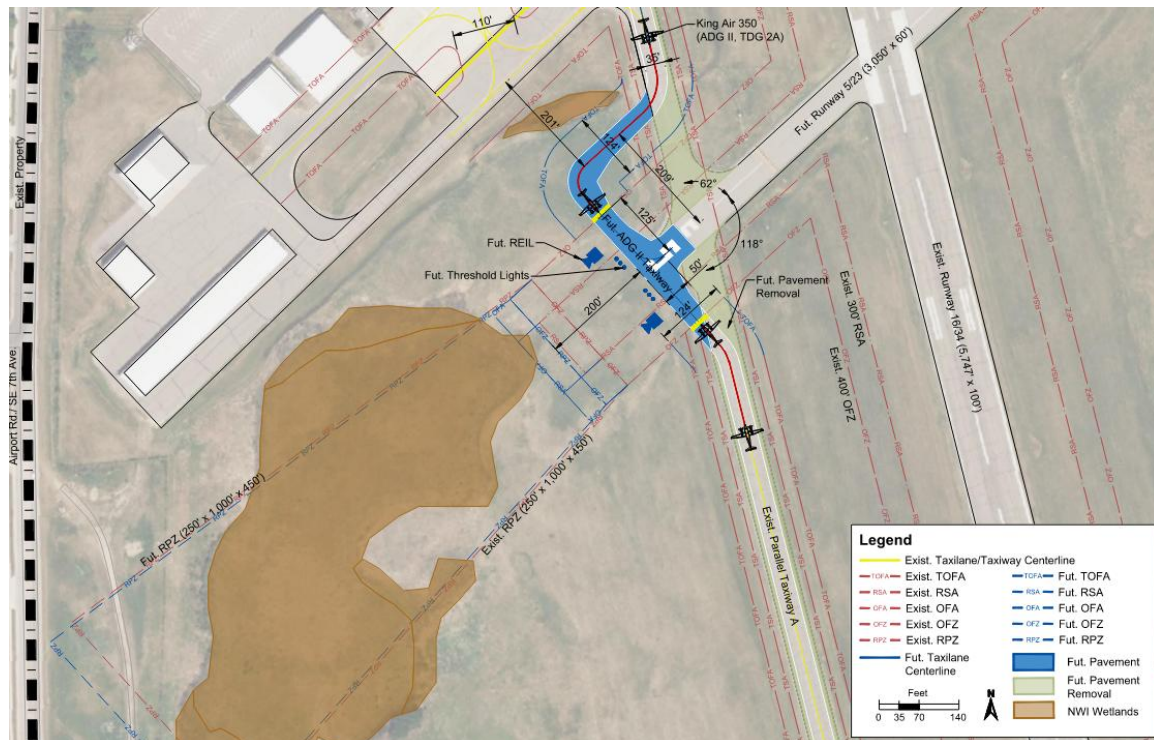 110'
King Air 350
(ADG II, TDG 2A)
35'
TOFA
TSA
OFZ
RSA
Fut. Runway 5/23 (3,050' x 60')
Exist. Property
201'
124'
209'
62°
125'
118°
Fut. REIL
Fut. ADG II Taxiway
Fut. Threshold Lights
50'
Fut. Pavement
Removal
200'
124'
Exist. 300' RSA
Exist. 400' OFZ
Exist. Runway 16/34 (5,747' x 100')
Airport Rd./ SE 7th Ave.
Fut. RPZ (250' x 1,000' x 450')
Exist. RPZ (250' x 1,000' x 450')
Exist. Parallel Taxiway A
Legend
Exist. Taxilane/Taxiway Centerline
TOFA Exist. TOFA
RSA Exist. RSA
OFA Exist. OFA
OFZ Exist. OFZ
RPZ Exist. RPZ
Fut. Taxilane
Centerline
TOFA Fut. TOFA
RSA Fut. RSA
OFA Fut. OFA
OFZ Fut. OFZ
RPZ Fut. RPZ
Fut. Pavement
Fut. Pavement
Removal
NWI Wetlands
Feet
0 35 70 140
N